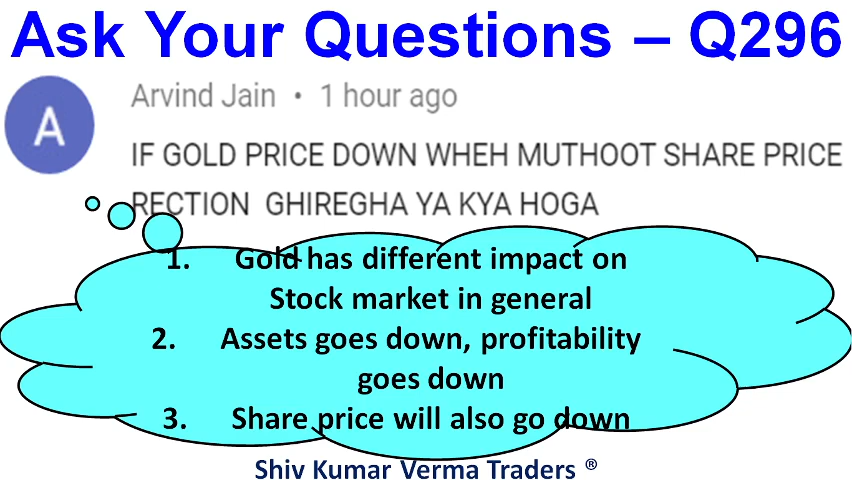 Ask Your Questions – Q296
A
Arvind Jain • 1 hour ago
IF GOLD PRICE DOWN WHEH MUTHOOT SHARE PRICE
RECTION GHIREGHA YA KYA HOGA
1. Gold has different impact on
Stock market in general
2. Assets goes down, profitability
goes down
3. Share price will also go down
Shiv Kumar Verma Traders ®